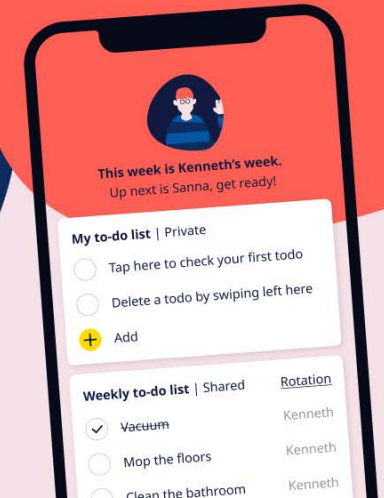 This week is Kenneth's week.
Up next is Sanna, get ready!
My to-do list | Private
Tap here to check your first todo
Delete a todo by swiping left here
Add
Weekly to-do list | Shared Rotation
Vacuum Kenneth
Mop the floors Kenneth
Clean the bathroom Kenneth